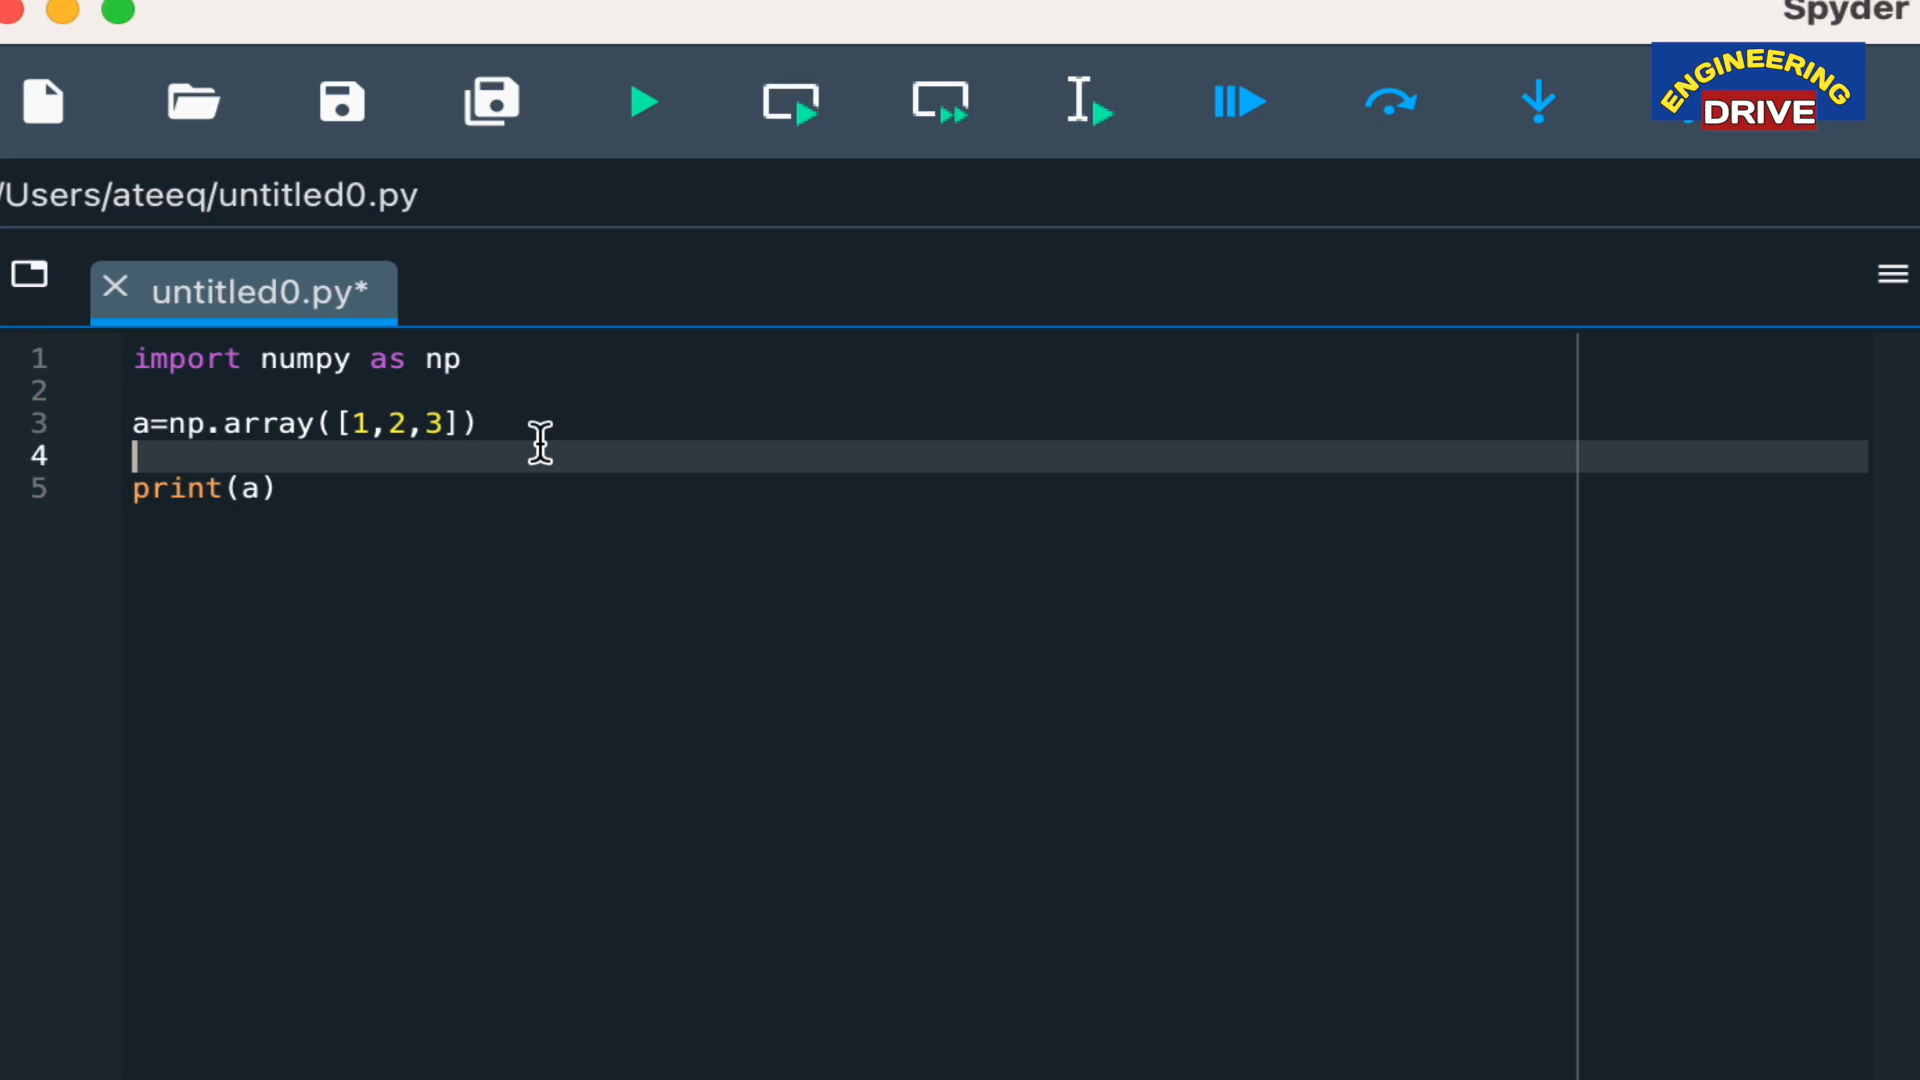 Spyder
ENGINEERING
DRIVE
/Users/ateeq/untitled0.py
untitled0.py*
1 import numpy as np
2
3 a=np.array([1,2,3])
4
5 print(a)